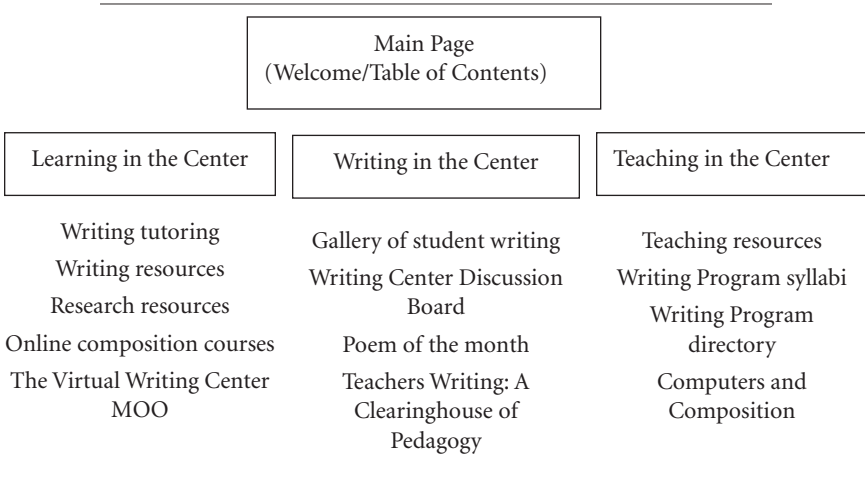 Main Page
(Welcome/Table of Contents)
Learning in the Center
Writing tutoring
Writing resources
Research resources
Online composition courses
The Virtual Writing Center
MOO
Writing in the Center
Gallery of student writing
Writing Center Discussion
Board
Poem of the month
Teachers Writing: A
Clearinghouse of
Pedagogy
Teaching in the Center
Teaching resources
Writing Program syllabi
Writing Program
directory
Computers and
Composition